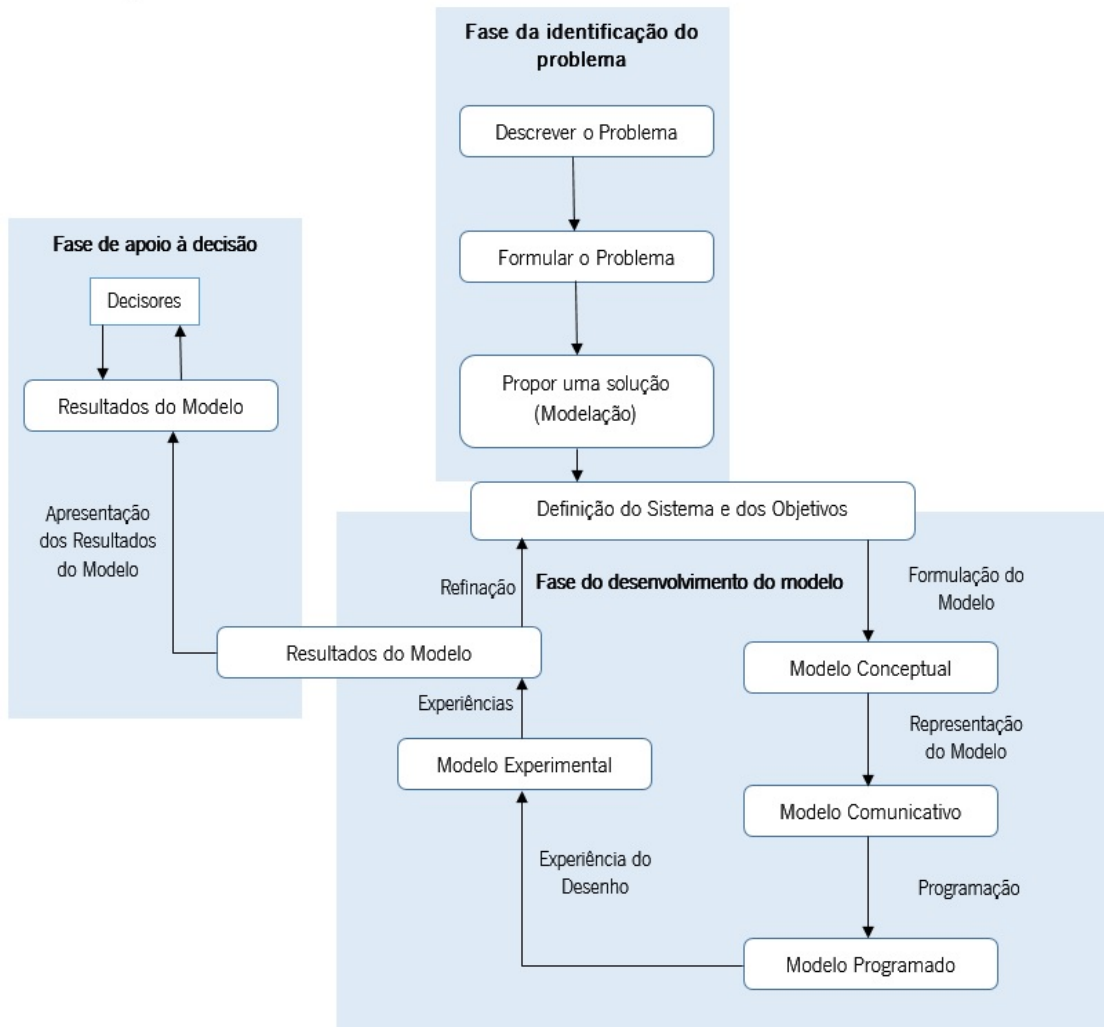 Fase da identificação do
problema
Descrever o Problema
Formular o Problema
Propor uma solução
(Modelação)
Fase de apoio à decisão
Decisores
Resultados do Modelo
Apresentação
dos Resultados
do Modelo
Definição do Sistema e dos Objetivos
Refinação
Fase do desenvolvimento do modelo
Formulação do
Modelo
Resultados do Modelo
Modelo Conceptual
Experiências
Representação
do Modelo
Modelo Experimental
Modelo Comunicativo
Experiência do
Desenho
Programação
Modelo Programado